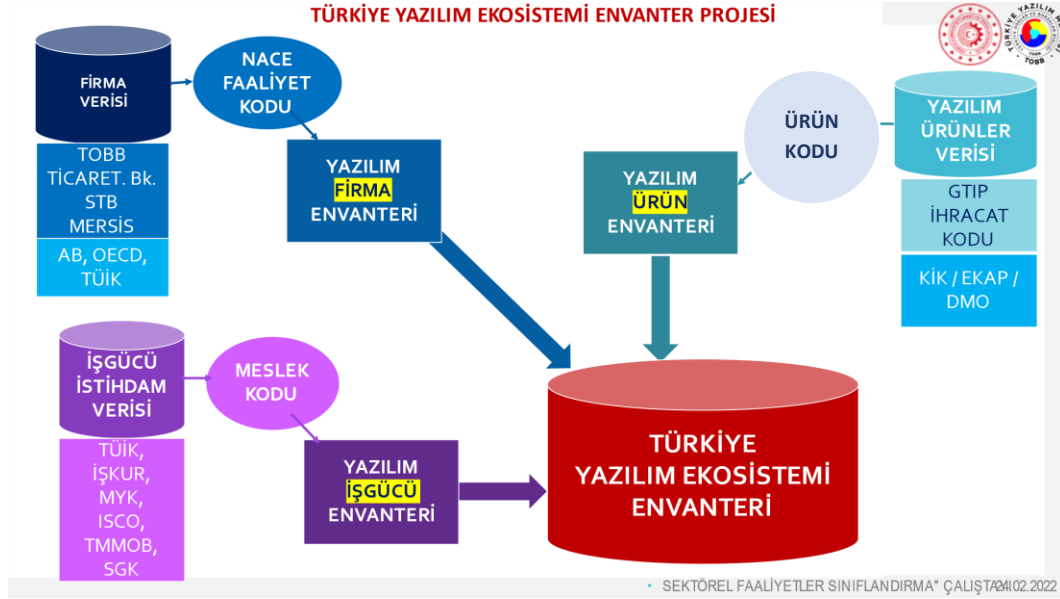 TÜRKİYE YAZILIM EKOSİSTEMİ ENVANTER PROJESİ
FİRMA
VERİSİ
NACE
FAALİYET
KODU
TOBB
TİCARET. Bk.
STB
MERSİS
AB, OECD,
TÜİK
YAZILIM
FİRMA
ENVANTERİ
YAZILIM
ÜRÜN
ENVANTERİ
ÜRÜN
KODU
YAZILIM
ÜRÜNLER
VERİSİ
GTIP
İHRACAT
KODU
KİK / EKAP /
DMO
İŞGÜCÜ
İSTİHDAM
VERİSİ
MESLEK
KODU
TÜİK,
İŞKUR,
MYK,
ISCO,
TMMOB,
SGK
YAZILIM
İŞGÜCÜ
ENVANTERİ
TÜRKİYE
YAZILIM EKOSİSTEMİ
ENVANTERİ
TOBB
• SEKTÖREL FAALİYETLER SINIFLANDIRMA" ÇALIŞTAYI
24.02.2022